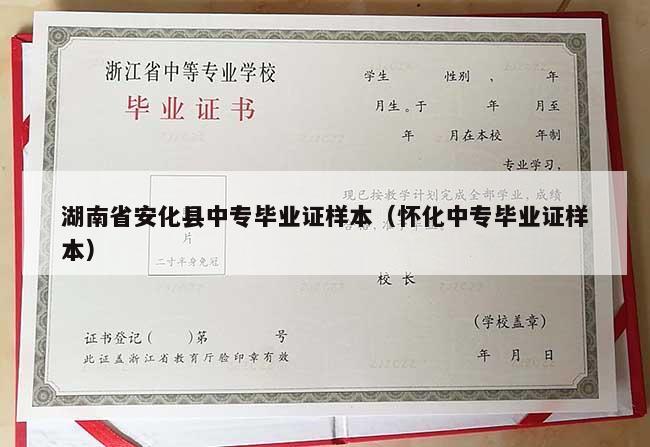 浙江省中等专业学校
毕业证书
学生 性别 、 年
月生。于 年 月至
年 月在本校 年制
专业学习,
现已按教学计划完成全部学业,成绩
湖南省安化县中专毕业证样本（怀化中专毕业证样
本）
片
二寸半身免冠
校 长
(学校盖章)
证书登记( )第 号
此证盖浙江省教育厅验印章有效
年 月 日